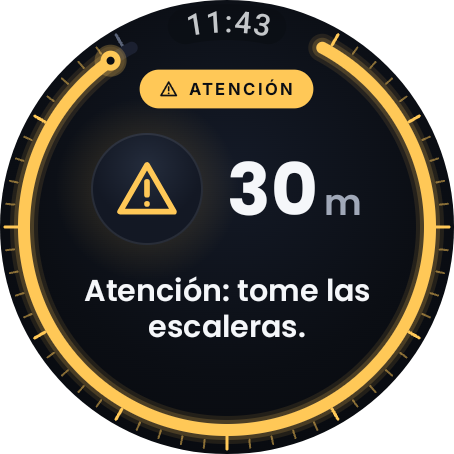 11:43
ATENCIÓN
30 m
Atención: tome las
escaleras.